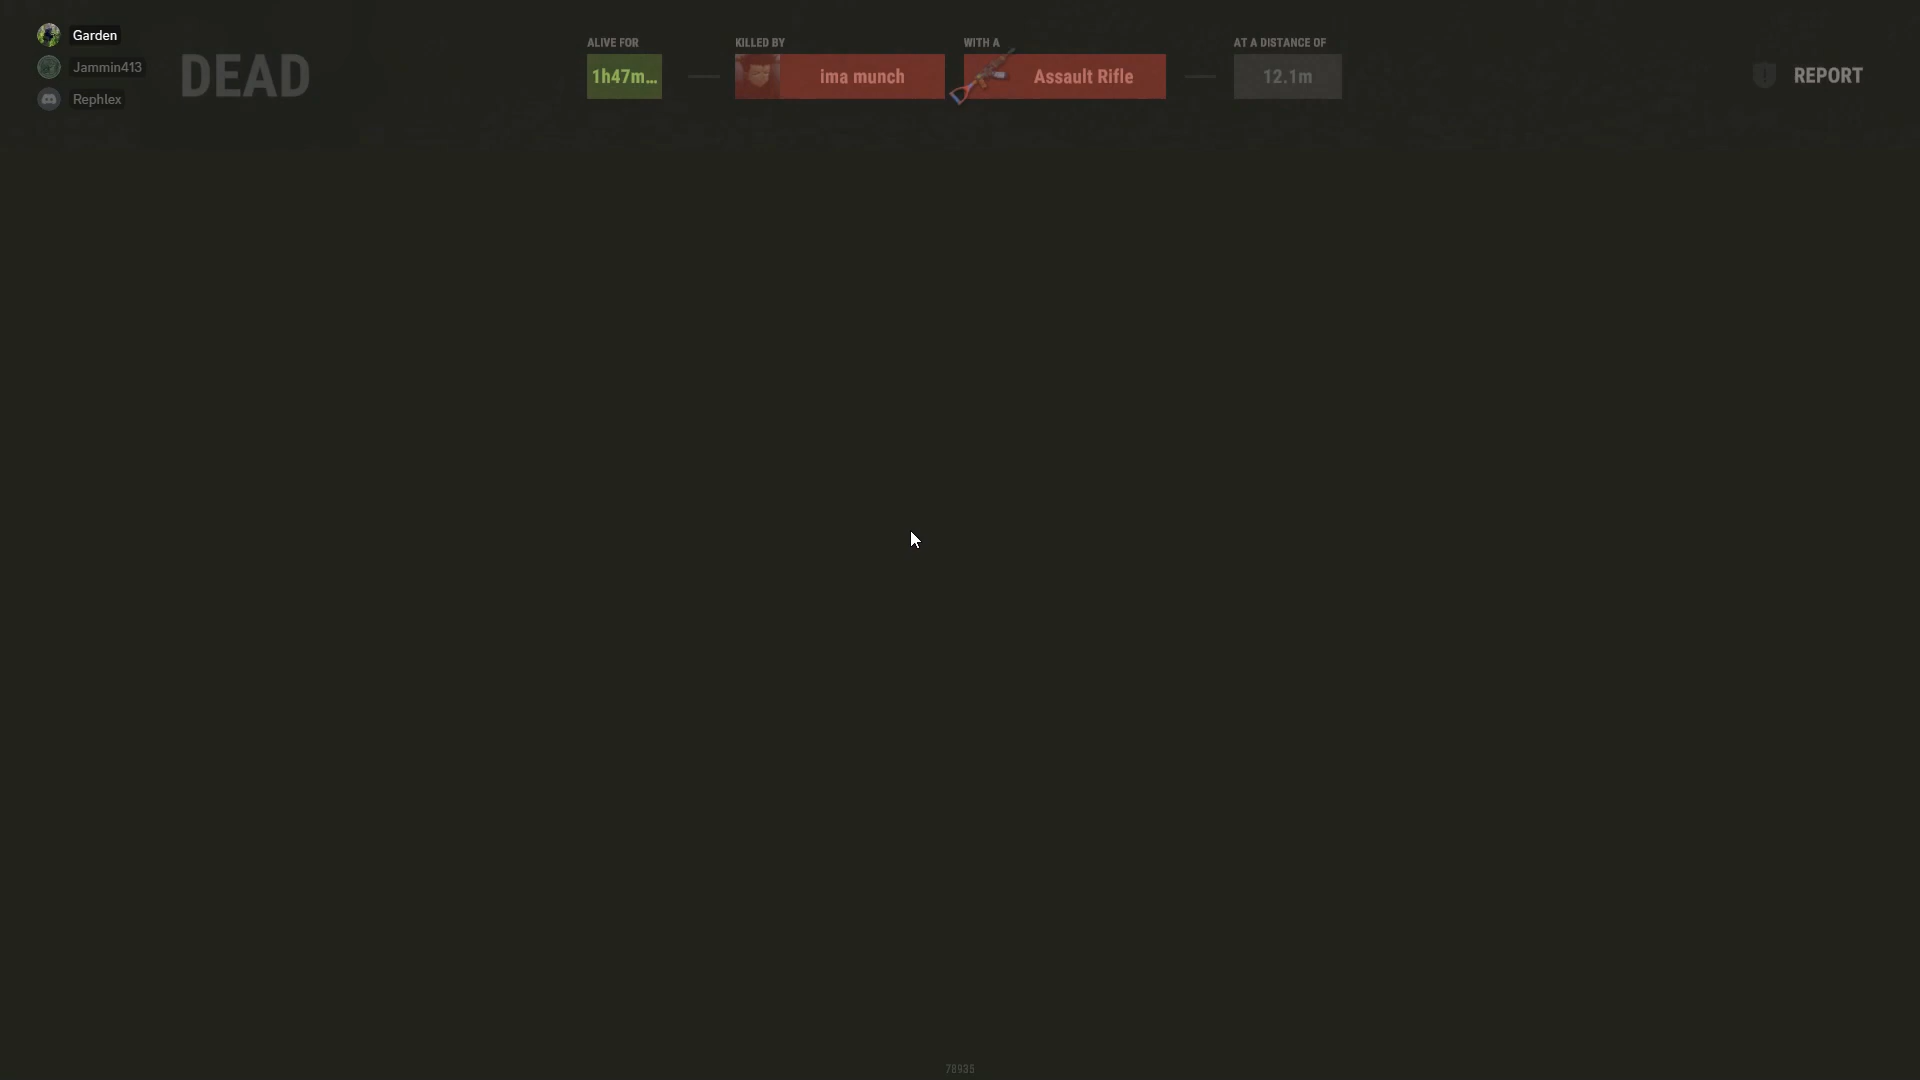 Garden
Jammin413
Rephlex
DEAD
ALIVE FOR
1h47m...
KILLED BY
ima munch
WITH A
Assault Rifle
AT A DISTANCE OF
12.1m
REPORT
78935